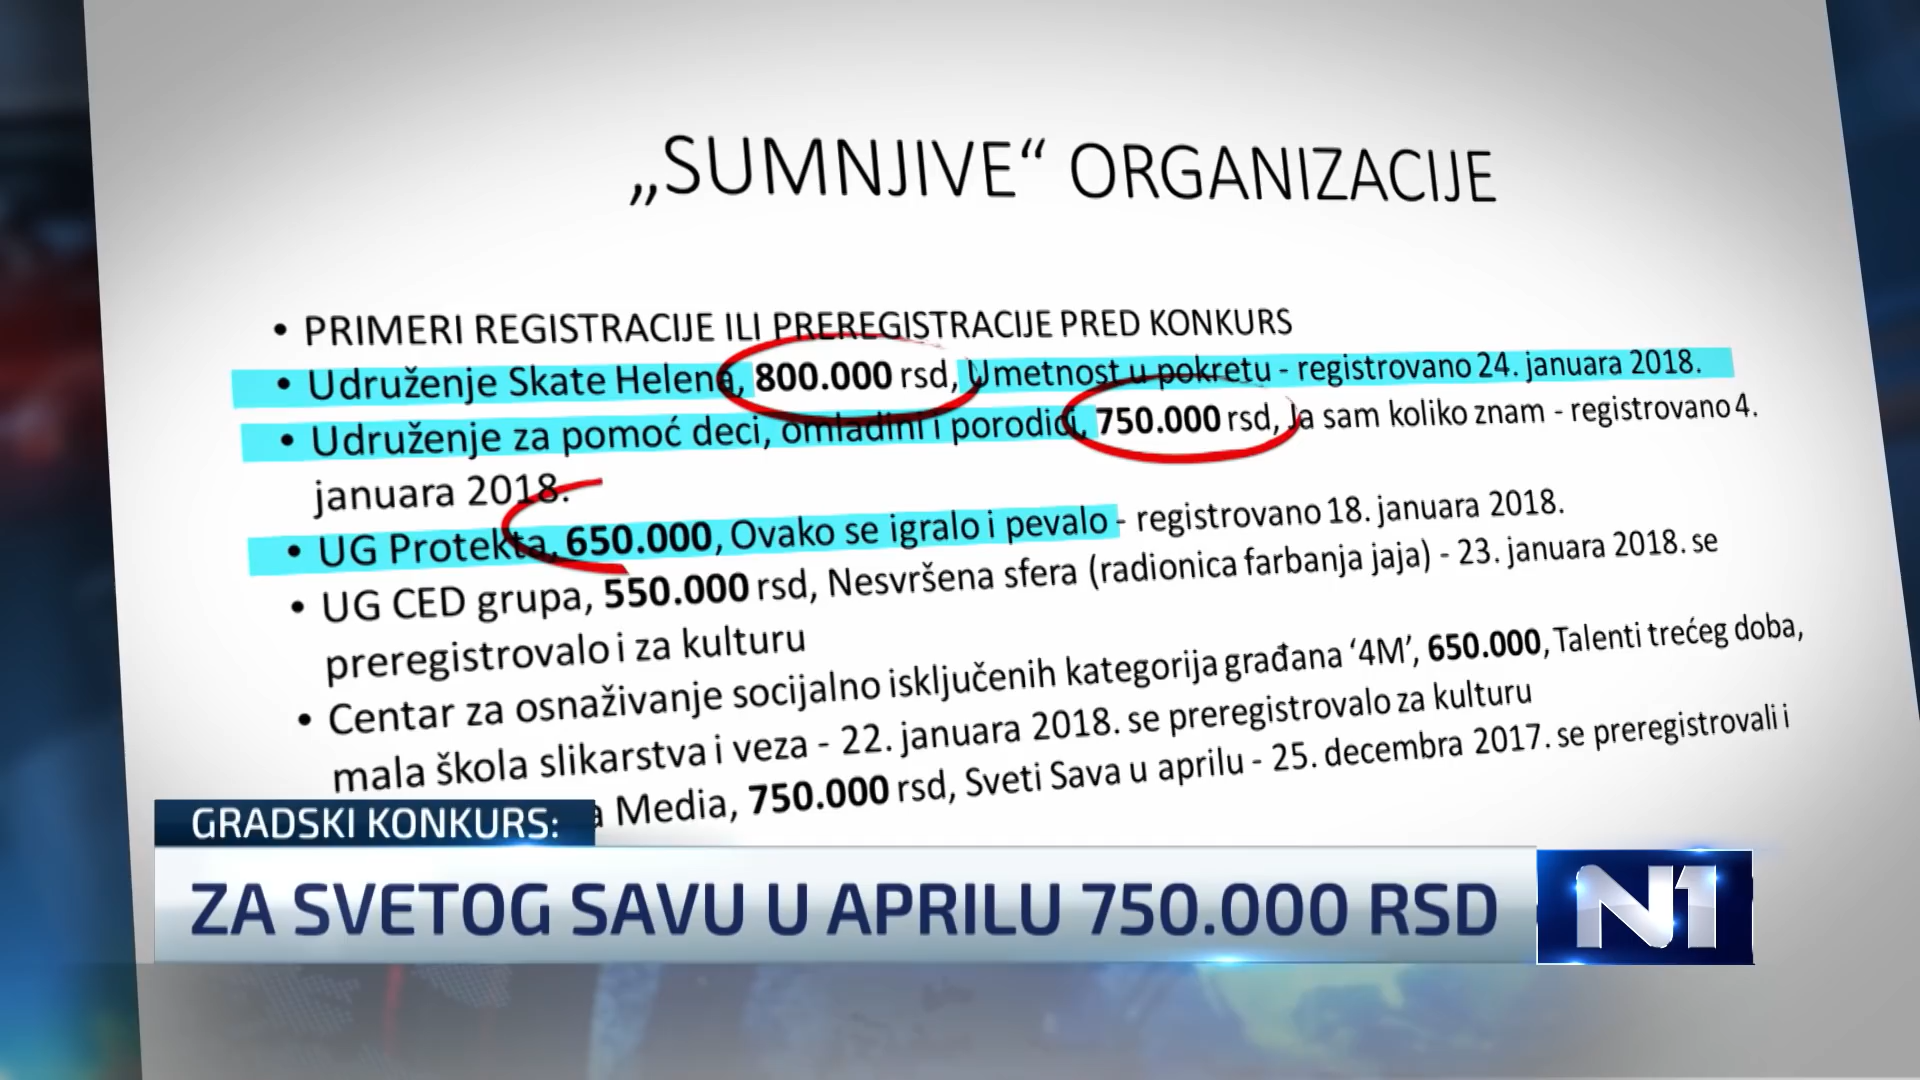 „SUMNJIVE“ ORGANIZACIJE
• PRIMERI REGISTRACIJE ILI PREREGISTRACIJE PRED KONKURS
• Udruženje Skate Helena, 800.000 rsd, Umetnost u pokretu - registrovano 24. januara 2018.
• Udruženje za pomoć deci, omladini i porodici, 750.000 rsd, Ja sam koliko znam - registrovano 4.
januara 2018.
• UG Protekta, 650.000, Ovako se igralo i pevalo - registrovano 18. januara 2018.
• UG CED grupa, 550.000 rsd, Nesvršena sfera (radionica farbanja jaja) - 23. januara 2018. se
preregistrovalo i za kulturu
• Centar za osnaživanje socijalno isključenih kategorija građana ‘4M’, 650.000, Talenti trećeg doba,
mala škola slikarstva i veza - 22. januara 2018. se preregistrovalo za kulturu
a Media, 750.000 rsd, Sveti Sava u aprilu - 25. decembra 2017. se preregistrovali i
GRADSKI KONKURS:
ZA SVETOG SAVU U APRILU 750.000 RSD
N1